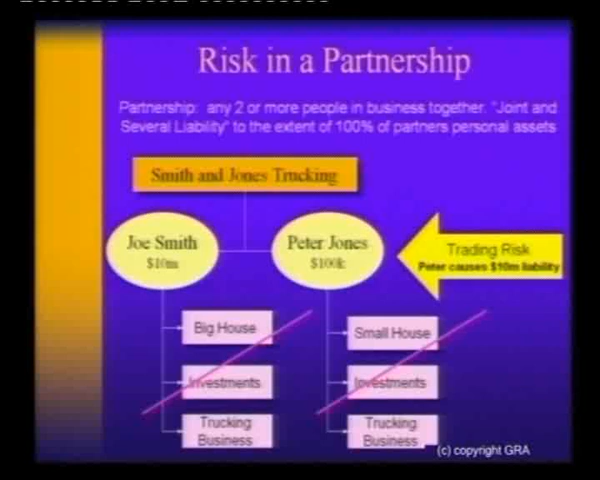 Risk in a Partnership
Partnership: any 2 or more people in business together. "Joint and
Several Liability" to the extent of 100% of partners personal assets
Smith and Jones Trucking
Joe Smith
$10m
Peter Jones
$100k
Trading Risk
Peter causes $10m liability
Big House
Investments
Trucking
Business
Small House
Investments
Trucking
Business
(c) copyright GRA